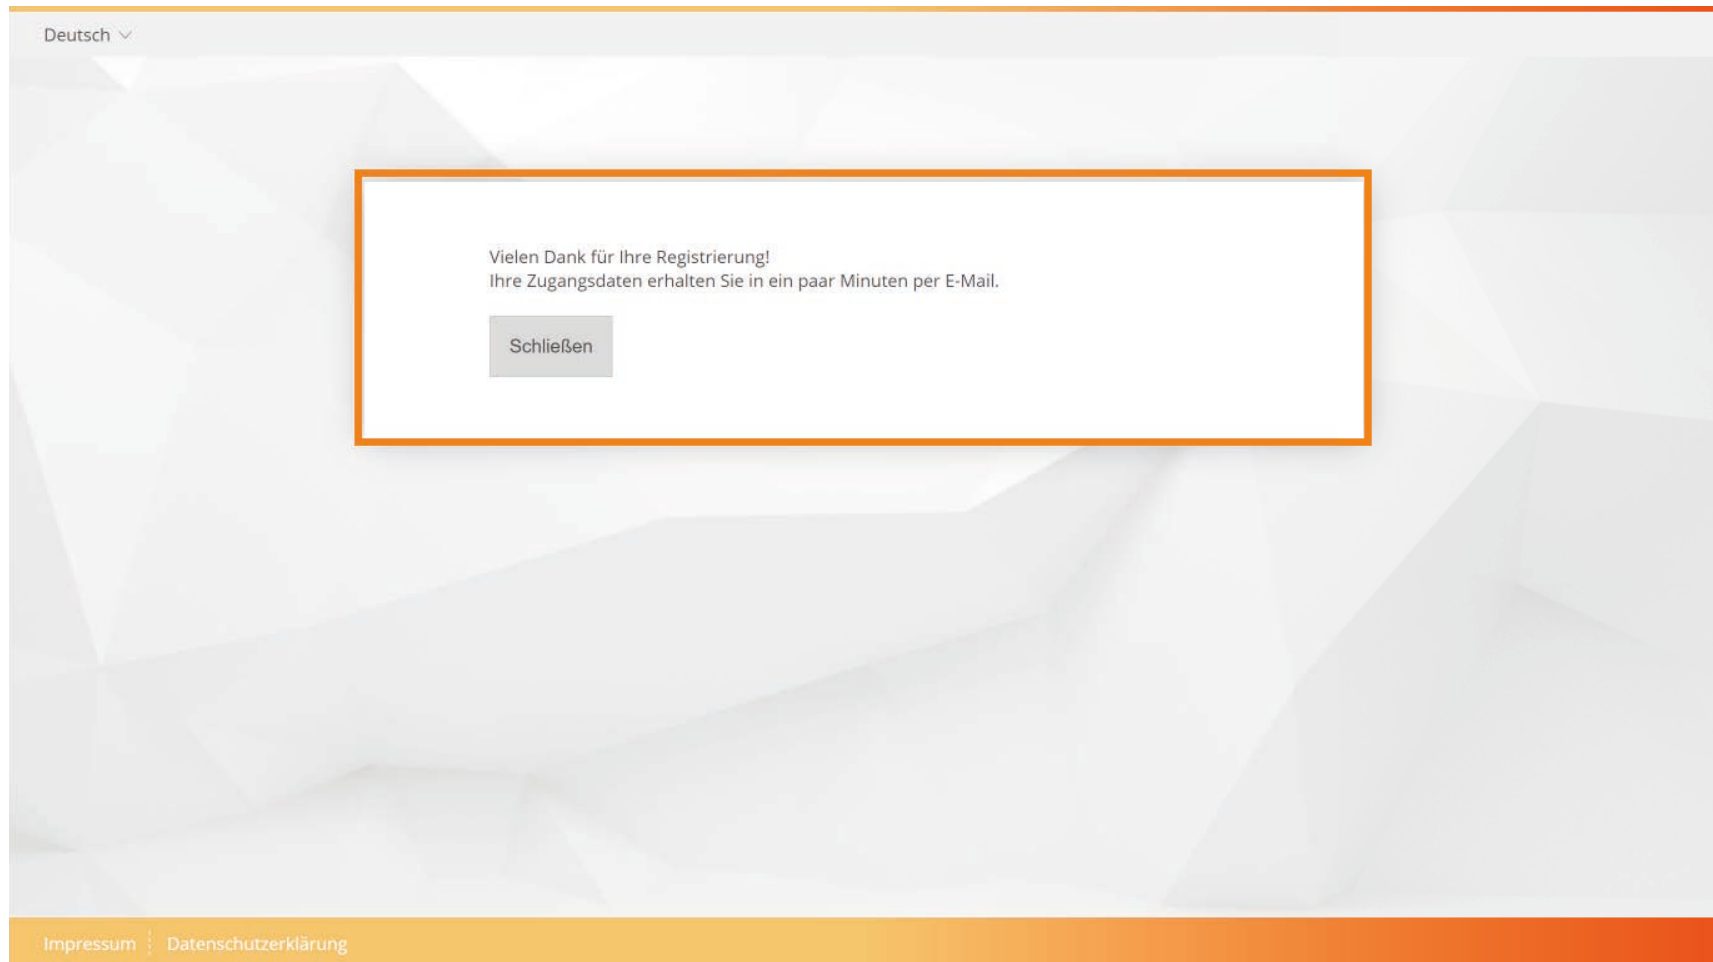 Deutsch
Vielen Dank für Ihre Registrierung!
Ihre Zugangsdaten erhalten Sie in ein paar Minuten per E-Mail.
Schließen
Impressum
Datenschutzerklärung